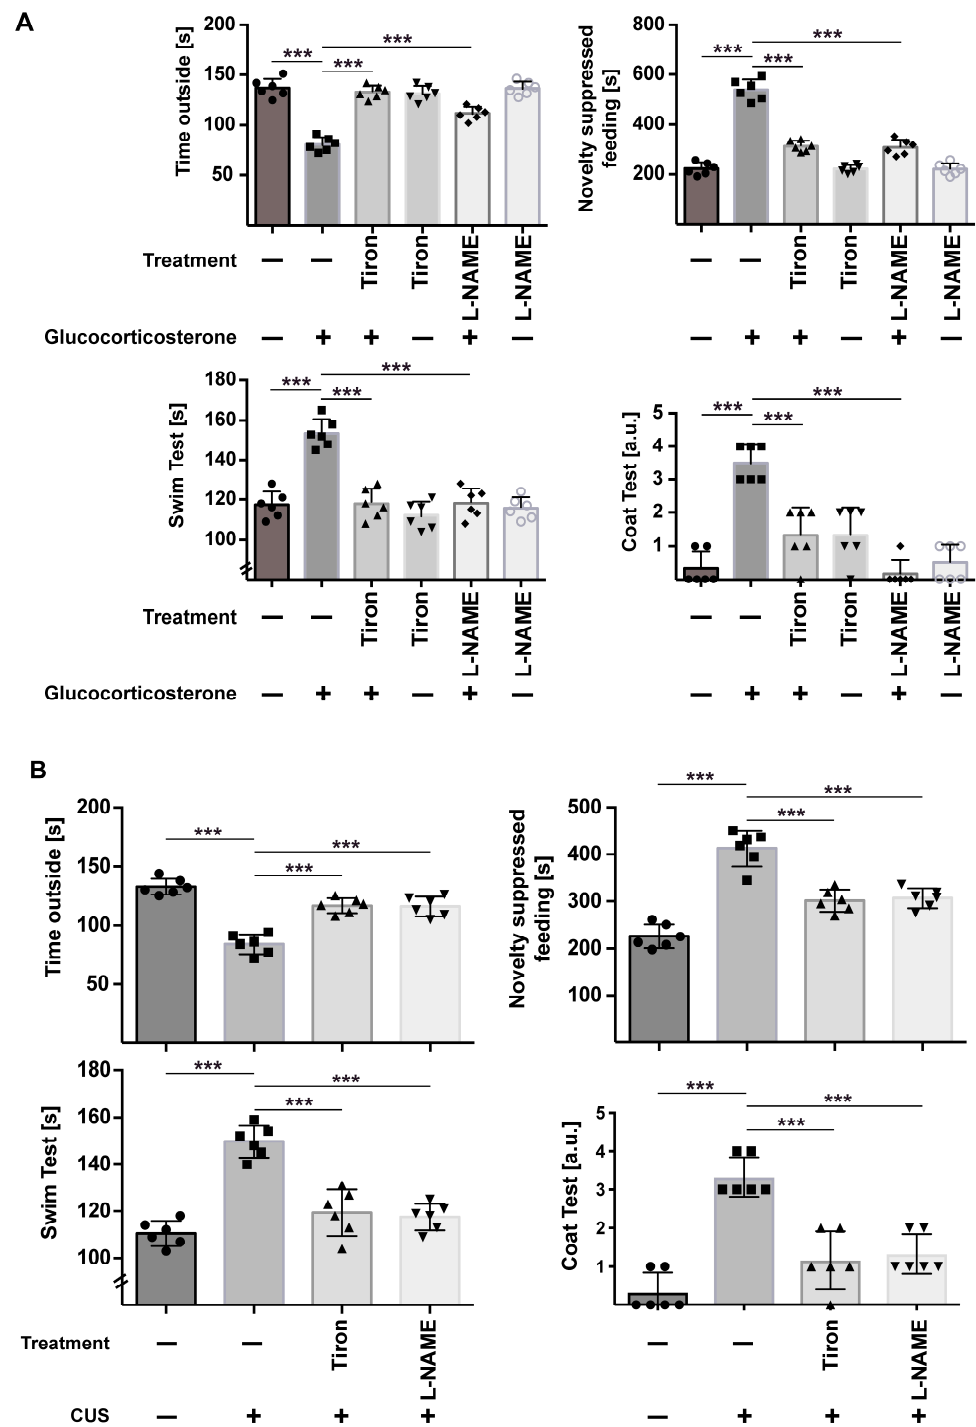 A
Time outside [s]
200
150
100
50
***
***
***
Novelty suppressed
feeding [s]
800
600
400
200
***
***
***
Treatment
— — Tiron Tiron L-NAME L-NAME
— — Tiron Tiron L-NAME L-NAME
Glucocorticosterone
— + + — + —
— + + — + —
Swim Test [s]
180
160
140
120
100
***
***
***
Coat Test [a.u.]
5
4
3
2
1
***
***
***
Treatment
— — Tiron Tiron L-NAME L-NAME
— — Tiron Tiron L-NAME L-NAME
Glucocorticosterone
— + + — + —
— + + — + —
B
Time outside [s]
200
150
100
50
***
***
***
Novelty suppressed
feeding [s]
500
400
300
200
100
***
***
***
Swim Test [s]
180
160
140
120
100
***
***
***
Coat Test [a.u.]
5
4
3
2
1
***
***
***
Treatment
— — Tiron L-NAME
— — Tiron L-NAME
CUS
— + + +
— + + +